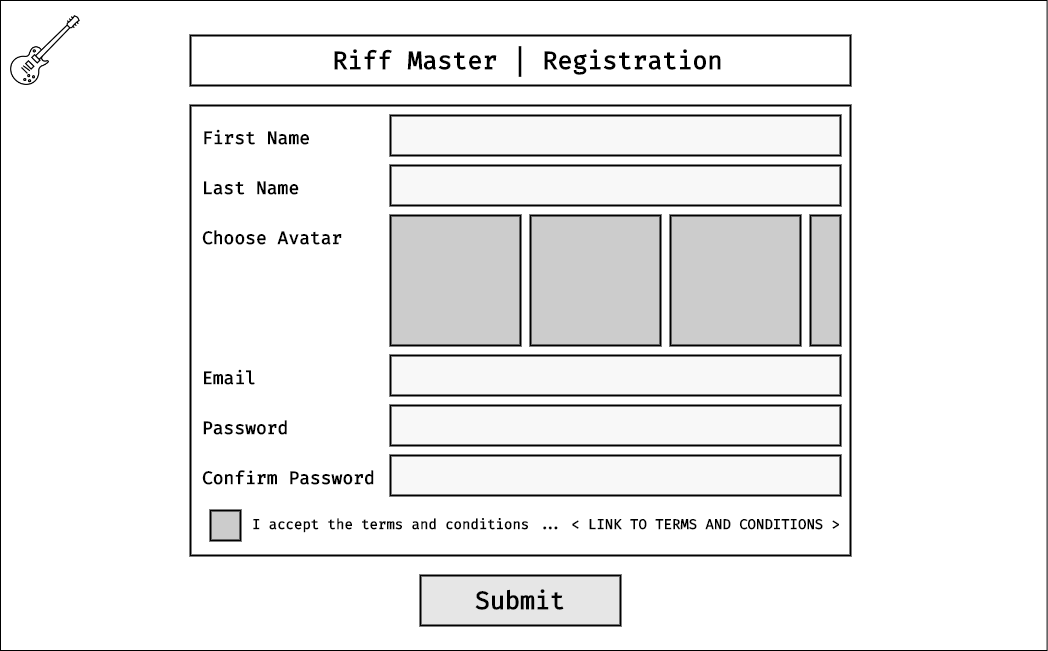 Riff Master | Registration
First Name
Last Name
Choose Avatar
Email
Password
Confirm Password
I accept the terms and conditions ... < LINK TO TERMS AND CONDITIONS >
Submit